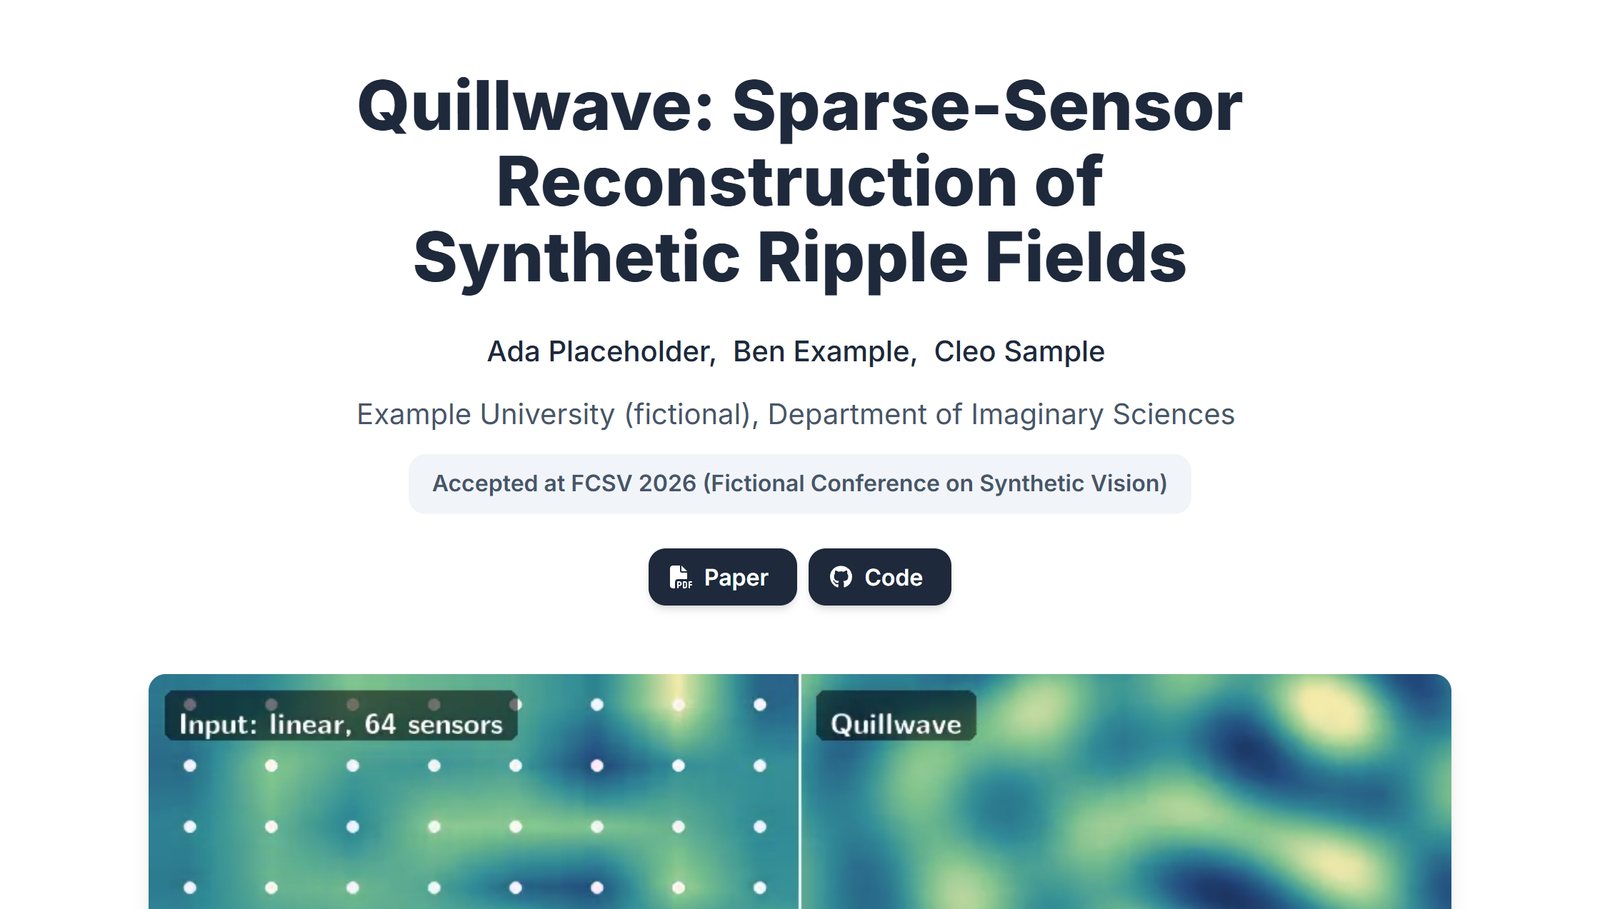 Quillwave: Sparse-Sensor
Reconstruction of
Synthetic Ripple Fields
Ada Placeholder, Ben Example, Cleo Sample
Example University (fictional), Department of Imaginary Sciences
Accepted at FCSV 2026 (Fictional Conference on Synthetic Vision)
PDF Paper
Code
Input: linear, 64 sensors
Quillwave